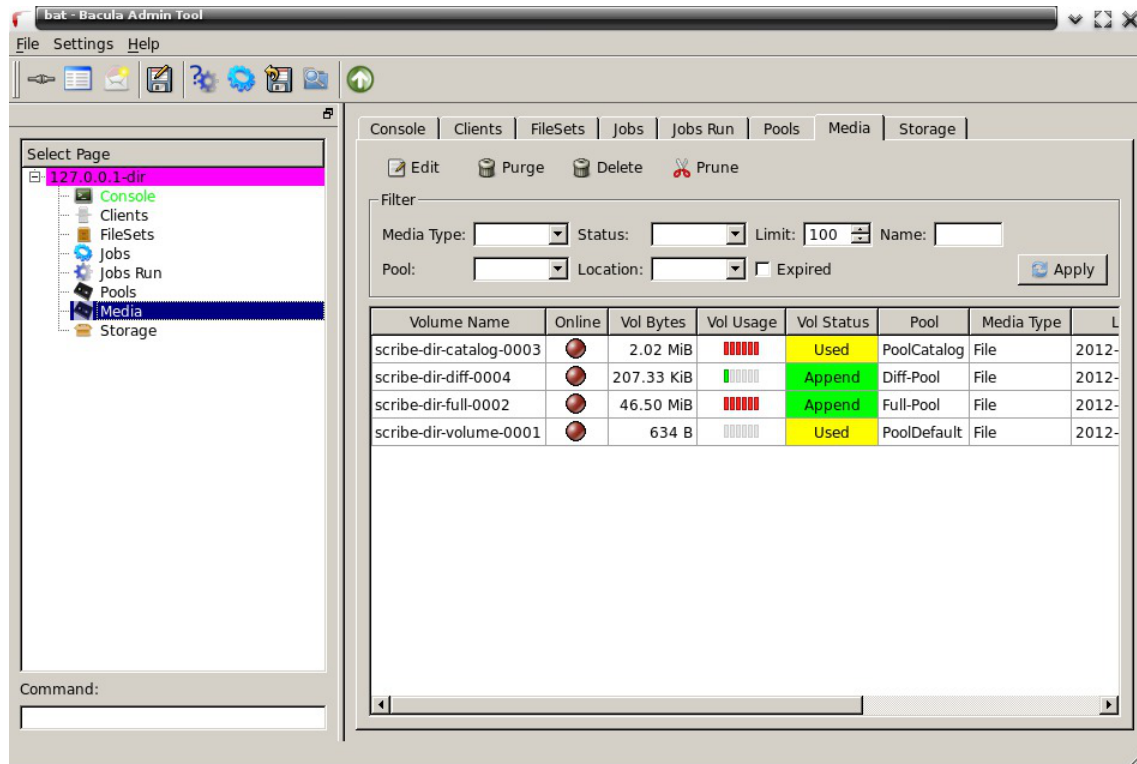 bat - Bacula Admin Tool
File Settings Help
Select Page
127.0.0.1-dir
Console
Clients
FileSets
Jobs
Jobs Run
Pools
Media
Storage
Command:
Console Clients FileSets Jobs Jobs Run Pools Media Storage
Edit Purge Delete Prune
Filter
Media Type: Status: Limit: 100 Name:
Pool: Location: Expired Apply
Volume Name Online Vol Bytes Vol Usage Vol Status Pool Media Type L
scribe-dir-catalog-0003 2.02 MiB Used PoolCatalog File 2012-
scribe-dir-diff-0004 207.33 KiB Append Diff-Pool File 2012-
scribe-dir-full-0002 46.50 MiB Append Full-Pool File 2012-
scribe-dir-volume-0001 634 B Used PoolDefault File 2012-